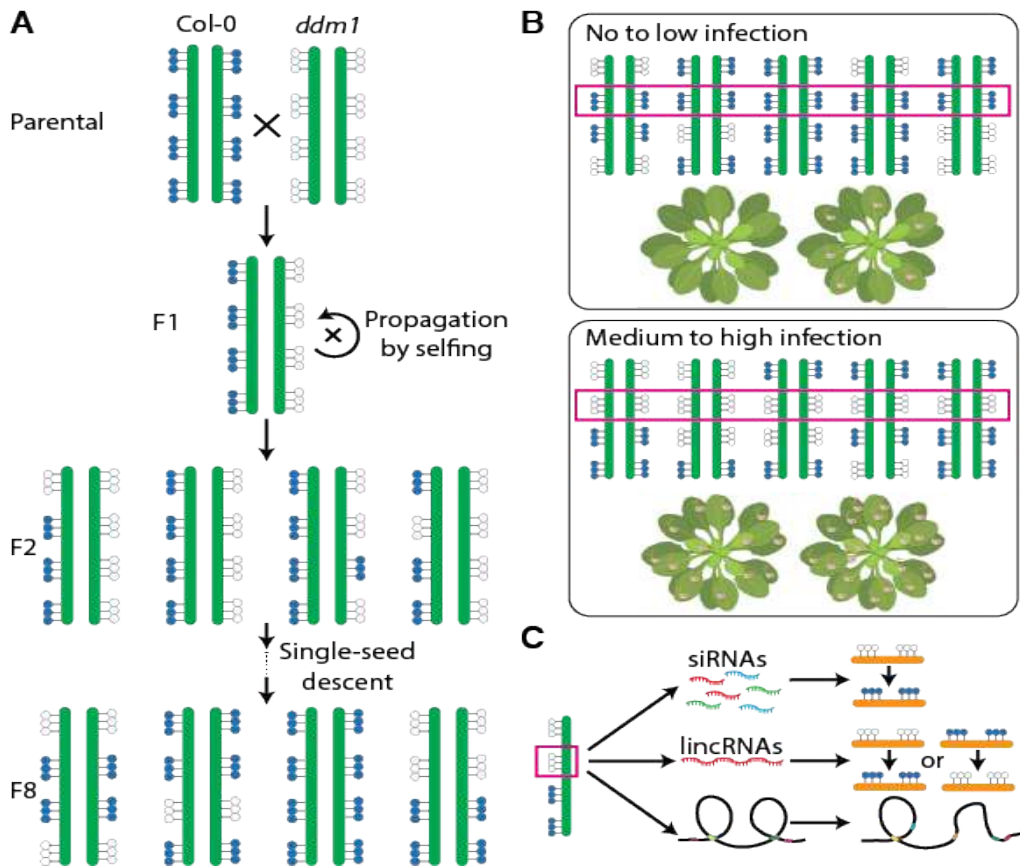 A
Col-0
ddm1
Parental
F1
Propagation
by selfing
F2
Single-seed
descent
F8
B
No to low infection
Medium to high infection
C
siRNAs
lincRNAs
or